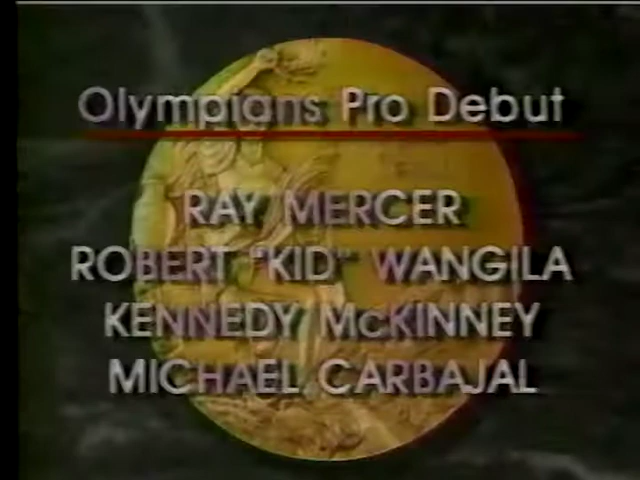 Olympians Pro Debut
RAY MERCER
ROBERT "KID" WANGILA
KENNEDY McKINNEY
MICHAEL CARBAJAL